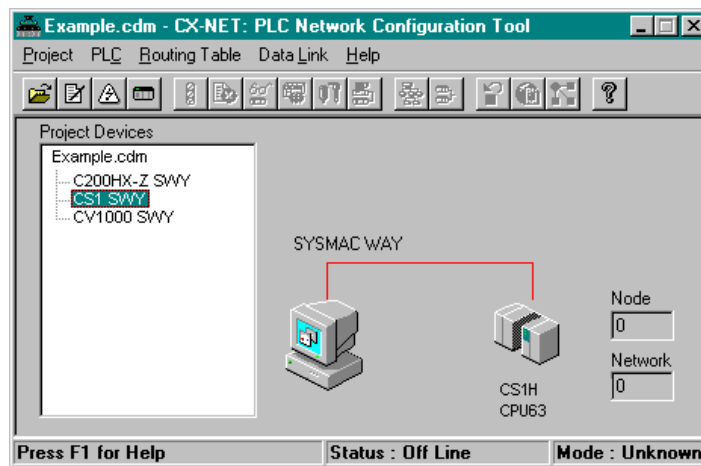 Example.cdm - CX-NET: PLC Network Configuration Tool
Project PLC Routing Table Data Link Help
Project Devices
Example.cdm
C200HX-Z SWY
CS1 SWY
CV1000 SWY
SYSMAC WAY
CS1H
CPU63
Node
0
Network
0
Press F1 for Help
Status : Off Line
Mode : Unknown